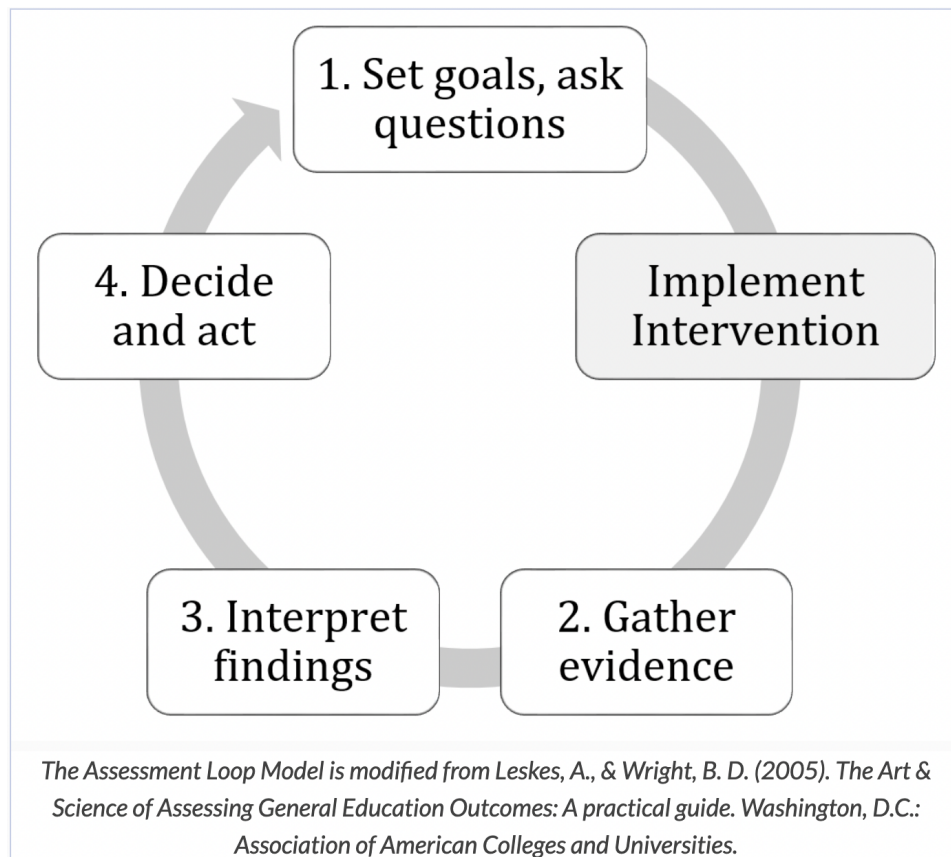 1. Set goals, ask
questions
Implement
Intervention
2. Gather
evidence
3. Interpret
findings
4. Decide
and act
The Assessment Loop Model is modified from Leskes, A., & Wright, B. D. (2005). The Art &
Science of Assessing General Education Outcomes: A practical guide. Washington, D.C.:
Association of American Colleges and Universities.